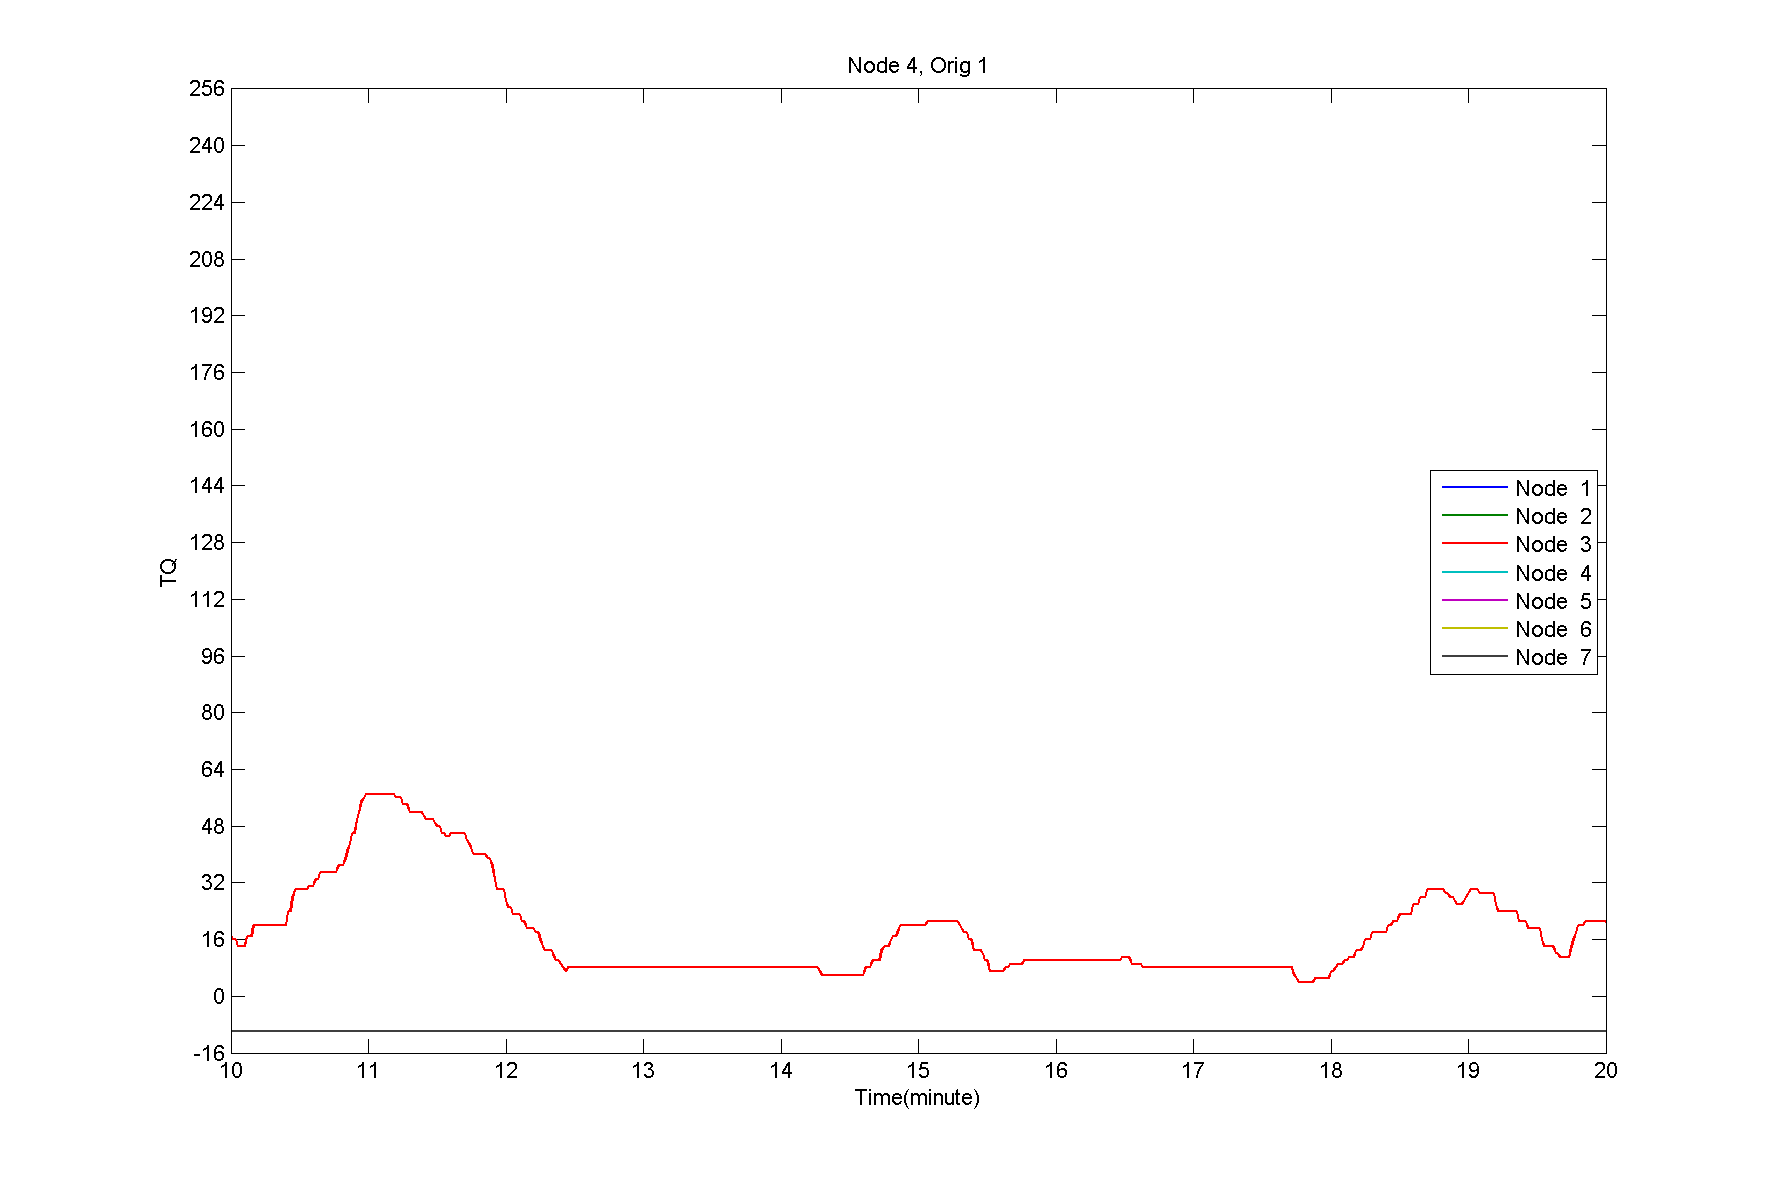 Node 4, Orig 1
256
240
224
208
192
176
160
144
128
112
96
80
64
48
32
16
0
-16
TQ
Node 1
Node 2
Node 3
Node 4
Node 5
Node 6
Node 7
10 11 12 13 14 15 16 17 18 19 20
Time(minute)